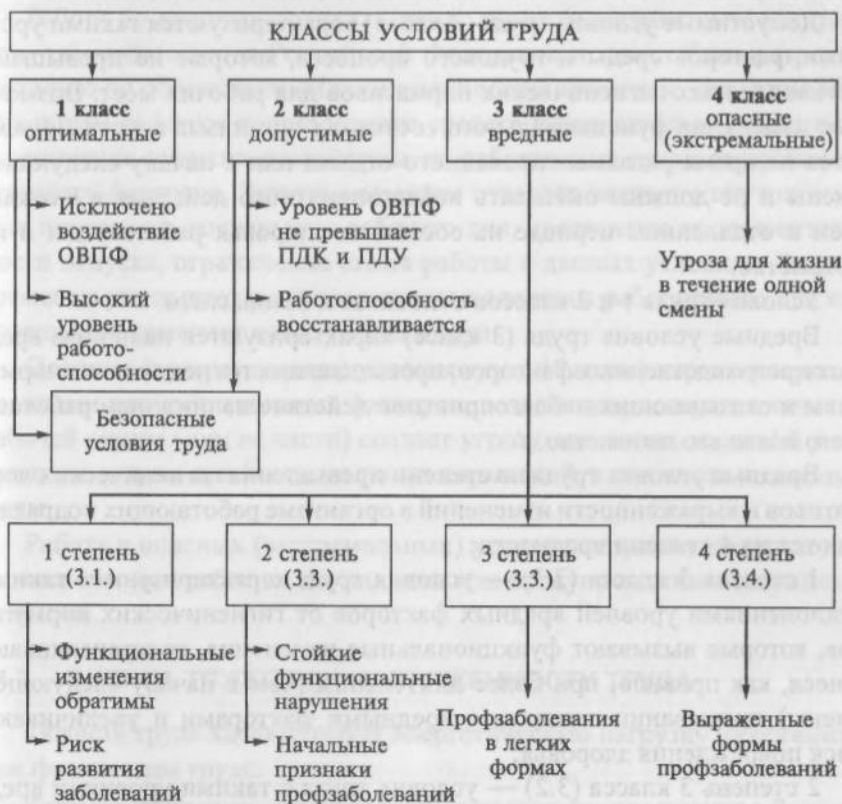 КЛАССЫ УСЛОВИЙ ТРУДА
1 класс
оптимальные
2 класс
допустимые
3 класс
вредные
4 класс
опасные
(экстремальные)
Исключено
воздействие
ОВПФ
Высокий
уровень
работо-
способности
Уровень ОВПФ
не превышает
ПДК и ПДУ
Работоспособность
восстанавливается
Угроза для жизни
в течение одной
смены
Безопасные
условия труда
1 степень
(3.1.)
2 степень
(3.3.)
3 степень
(3.3.)
4 степень
(3.4.)
Функциональные
изменения
обратимы
Риск
развития
заболеваний
Стойкие
функциональные
нарушения
Начальные
признаки
профзаболеваний
Профзаболевания
в легких
формах
Выраженные
формы
профзаболеваний